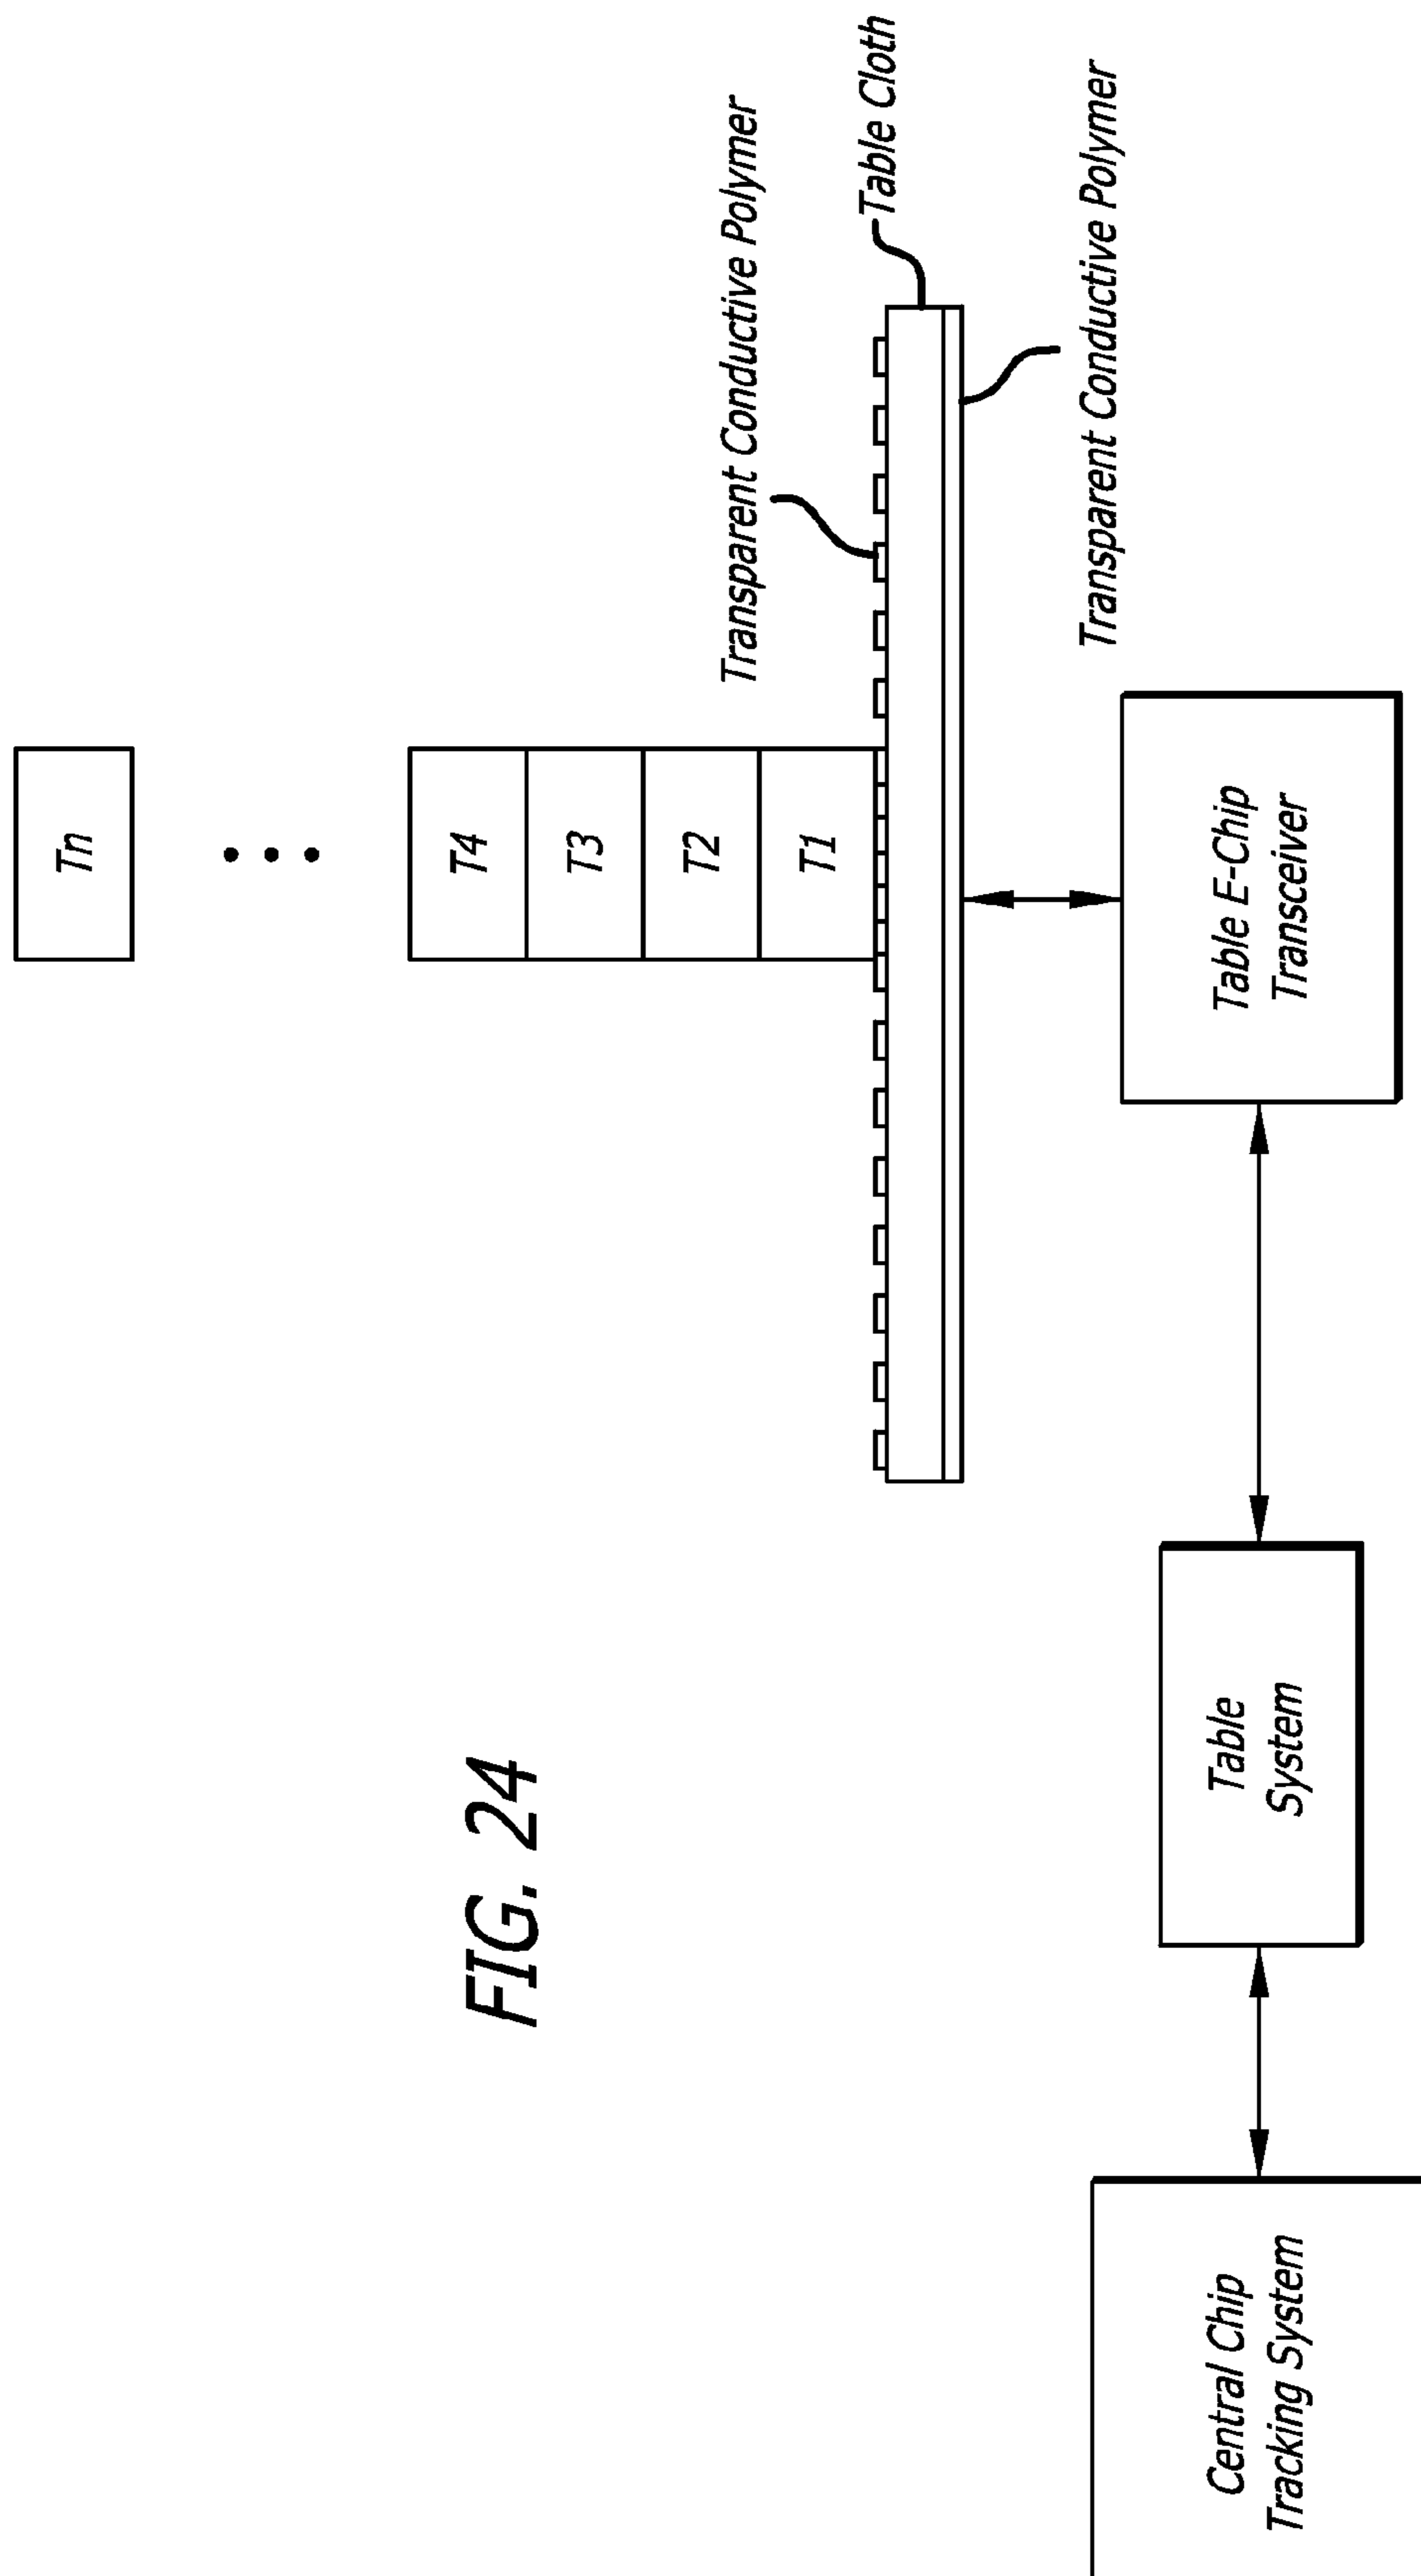 Tn
T4
T3
T2
T1
Transparent Conductive Polymer
Table Cloth
Transparent Conductive Polymer
Table E-Chip
Transceiver
Table
System
Central Chip
Tracking System
FIG. 24